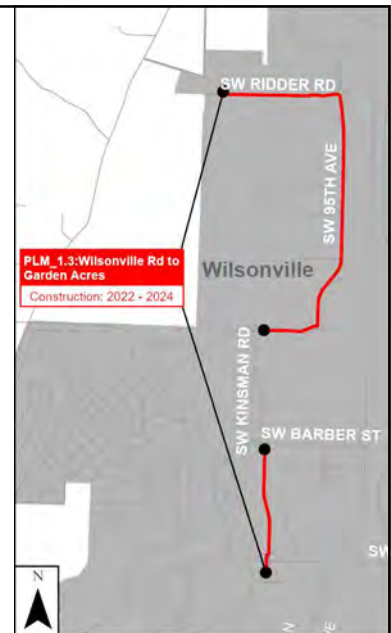 SW RIDDER RD
SW 95TH AVE
PLM_1.3:Wilsonville Rd to
Garden Acres
Construction: 2022 - 2024
Wilsonville
SW KINSMAN RD
SW BARBER ST
SW
N